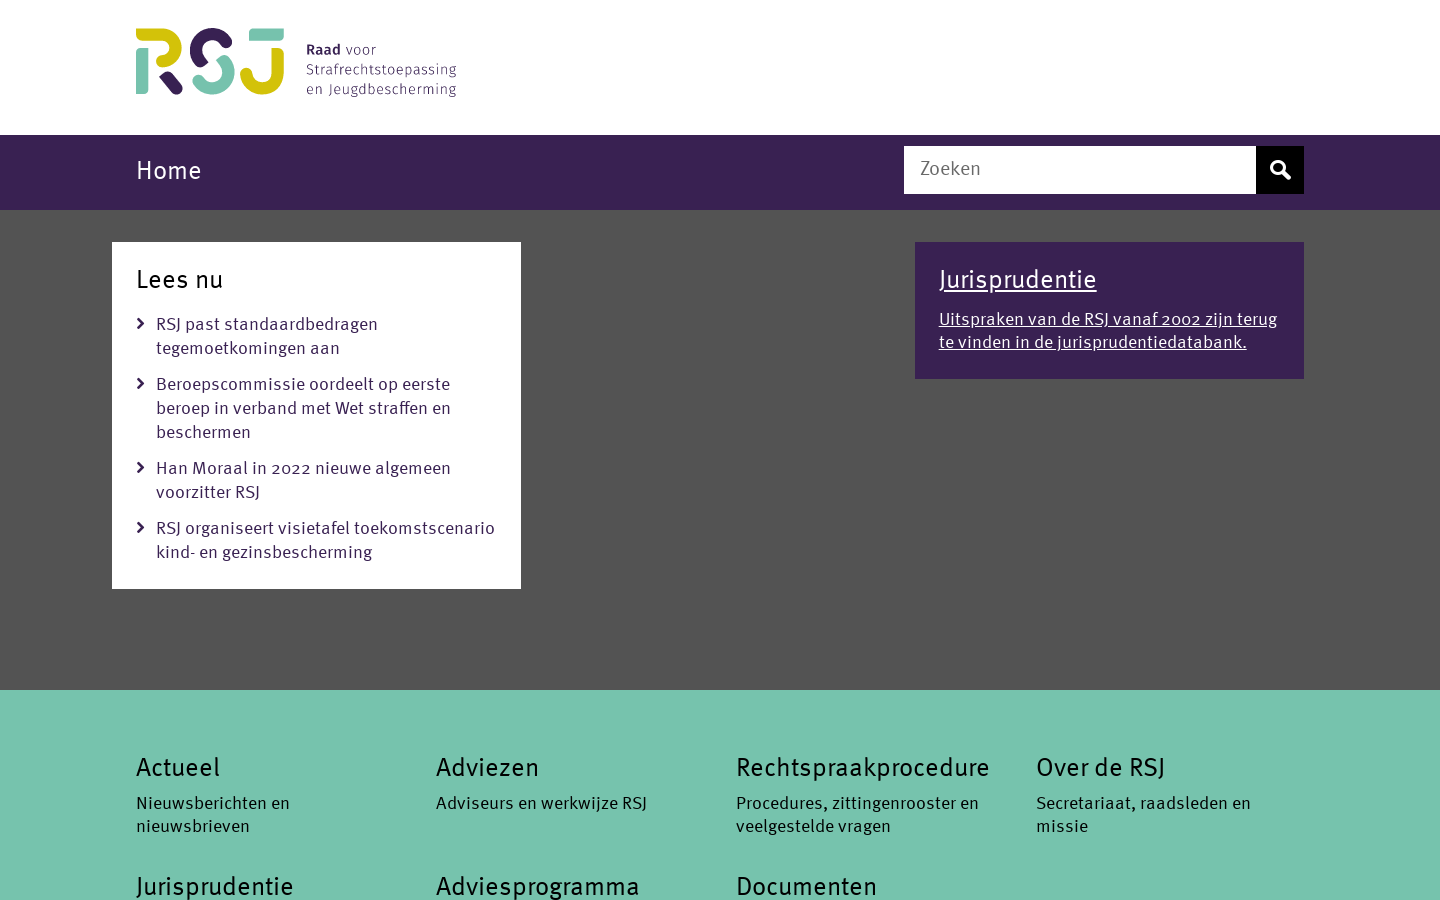 RSJ
Raad voor
Strafrechtstoepassing
en Jeugdbescherming
Home
Zoeken
Lees nu
RSJ past standaardbedragen
tegemoetkomingen aan
Beroepscommissie oordeelt op eerste
beroep in verband met Wet straffen en
beschermen
Han Moraal in 2022 nieuwe algemeen
voorzitter RSJ
RSJ organiseert visietafel toekomstscenario
kind- en gezinsbescherming
Jurisprudentie
Uitspraken van de RSJ vanaf 2002 zijn terug
te vinden in de jurisprudentiedatabank.
Actueel
Nieuwsberichten en
nieuwsbrieven
Adviezen
Adviseurs en werkwijze RSJ
Rechtspraakprocedure
Procedures, zittingenrooster en
veelgestelde vragen
Over de RSJ
Secretariaat, raadsleden en
missie
Jurisprudentie
Adviesprogramma
Documenten